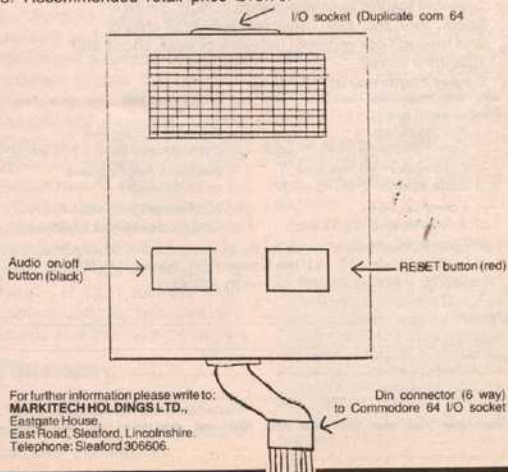 Recommended retail price
I/O socket (Duplicate com 64
Audio on/off
button (black)
RESET button (red)
For further information please write to:
MARKITECH HOLDINGS LTD.,
Eastgate House,
East Road, Sleaford, Lincolnshire.
Telephone: Sleaford 306606.
Din connector (6 way)
to Commodore 64 I/O socket